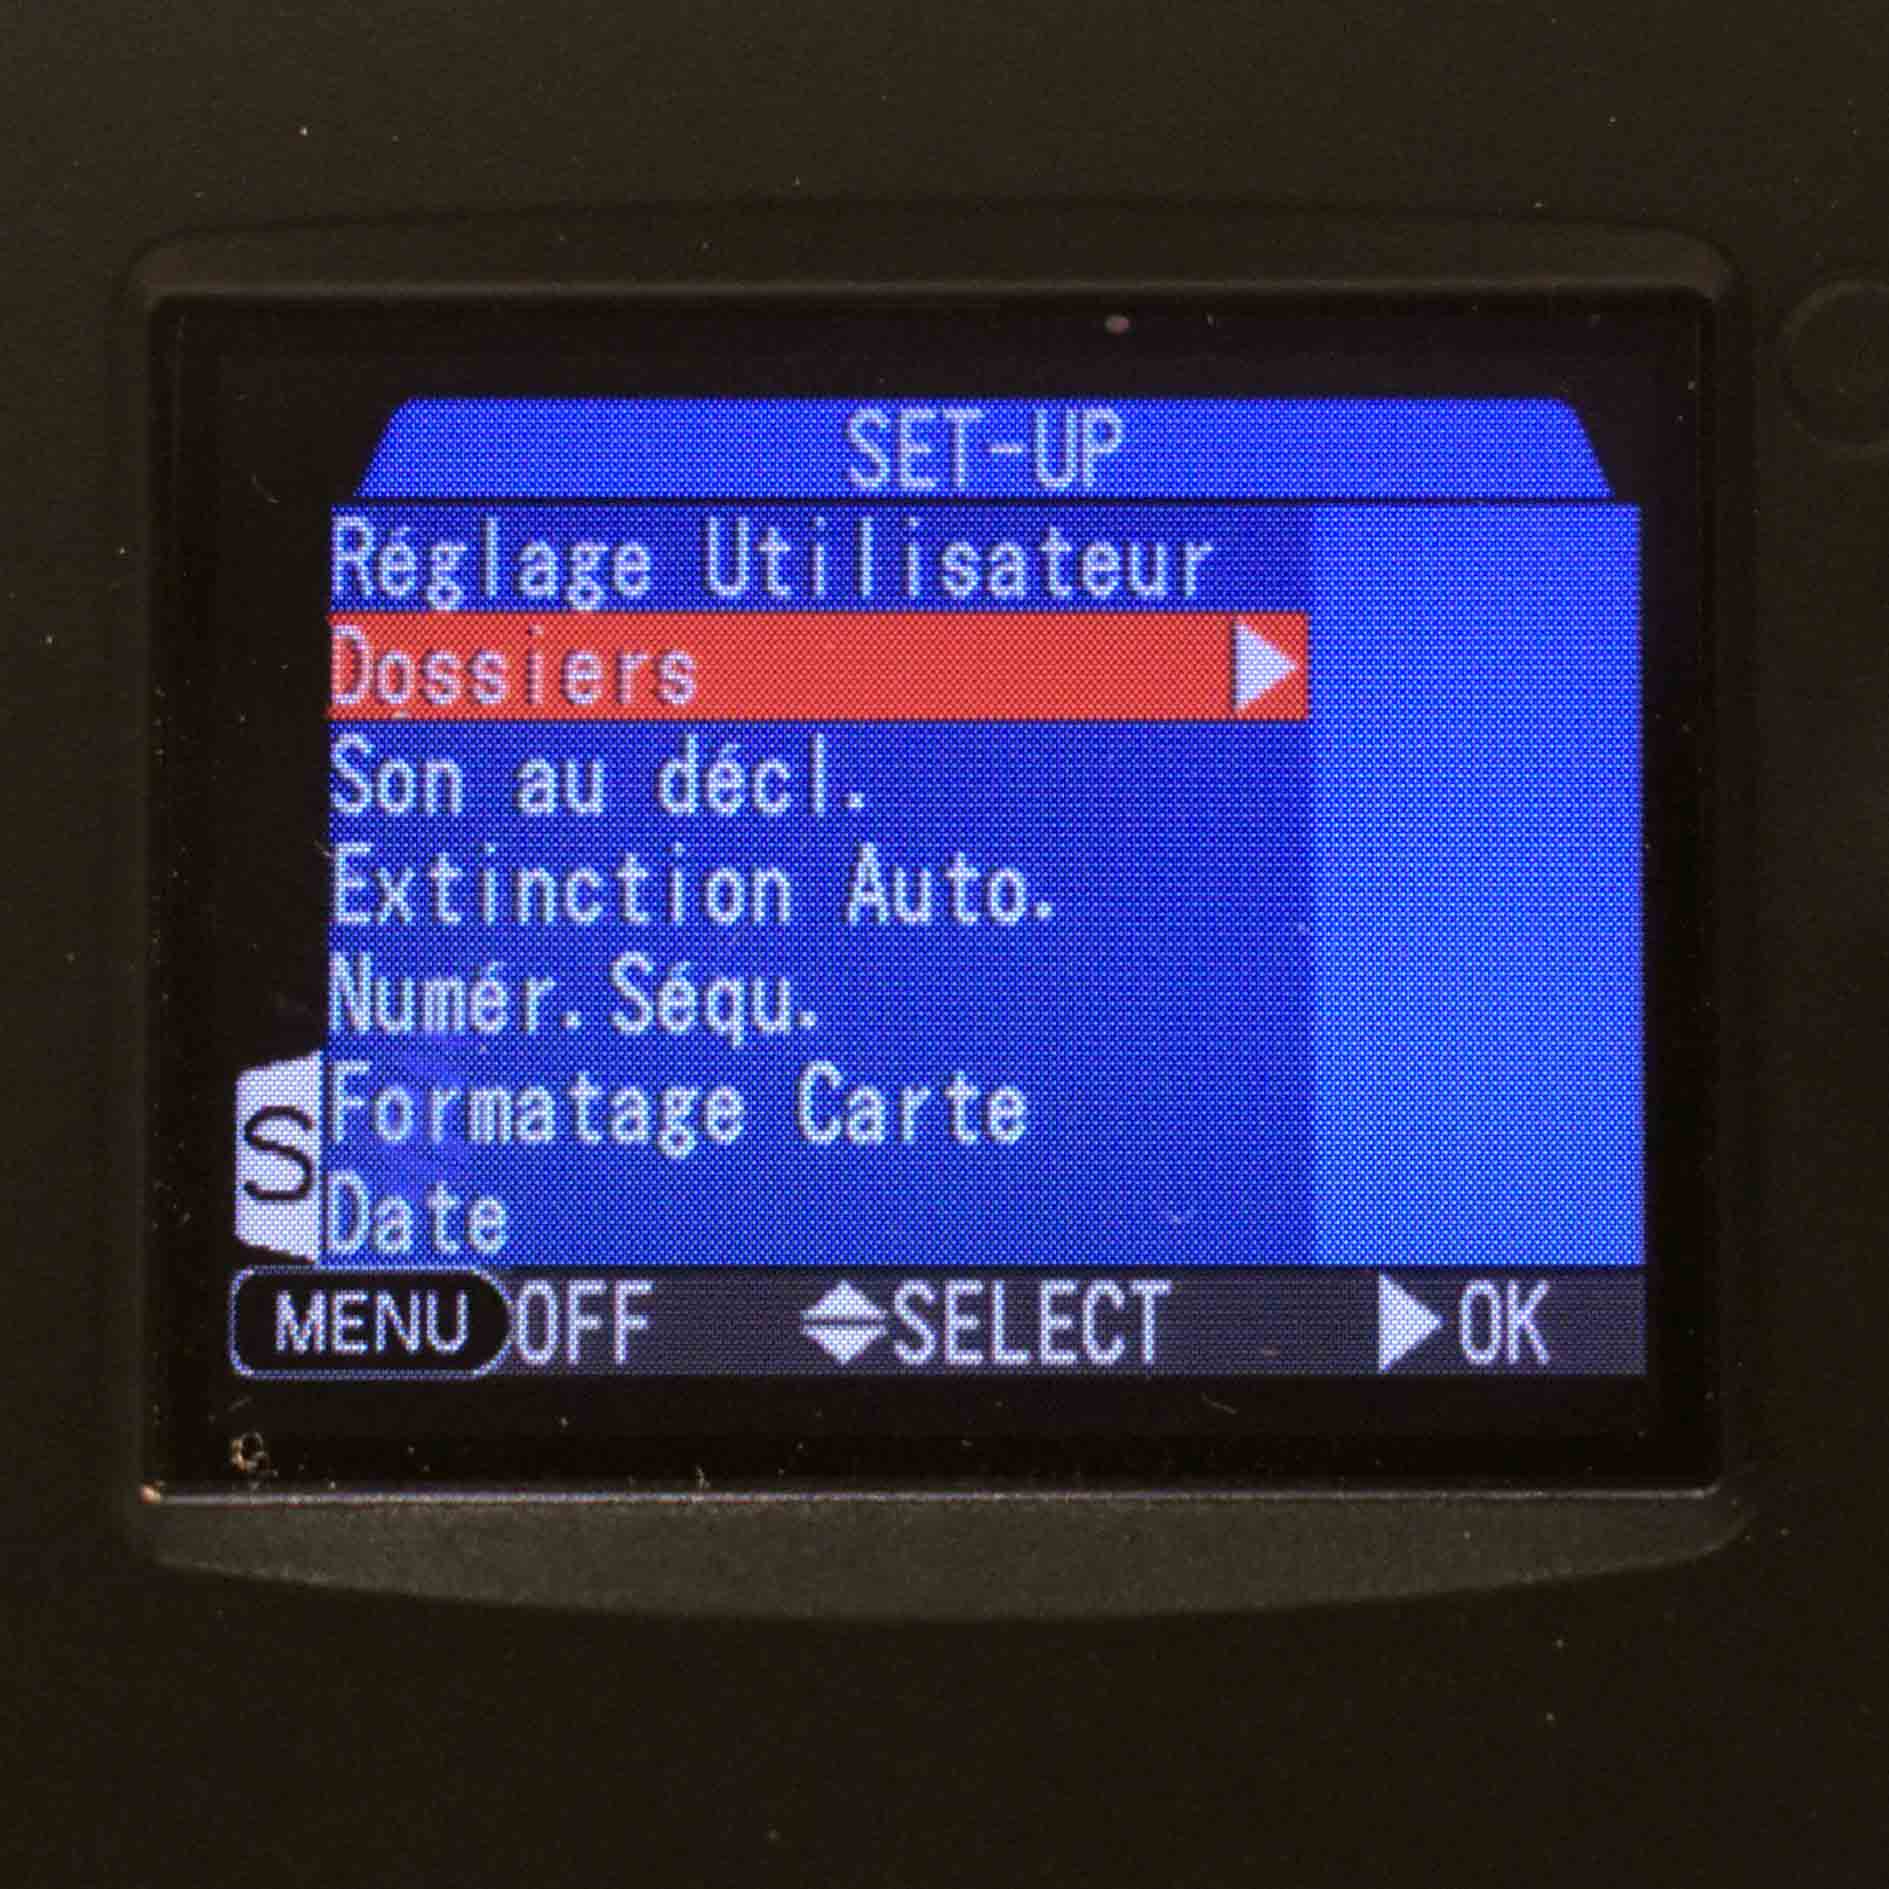 SET-UP
Réglage Utilisateur
Dossiers
Son au décl.
Extinction Auto.
Numér. Séqu.
Formatage Carte
S
Date
MENU OFF SELECT OK